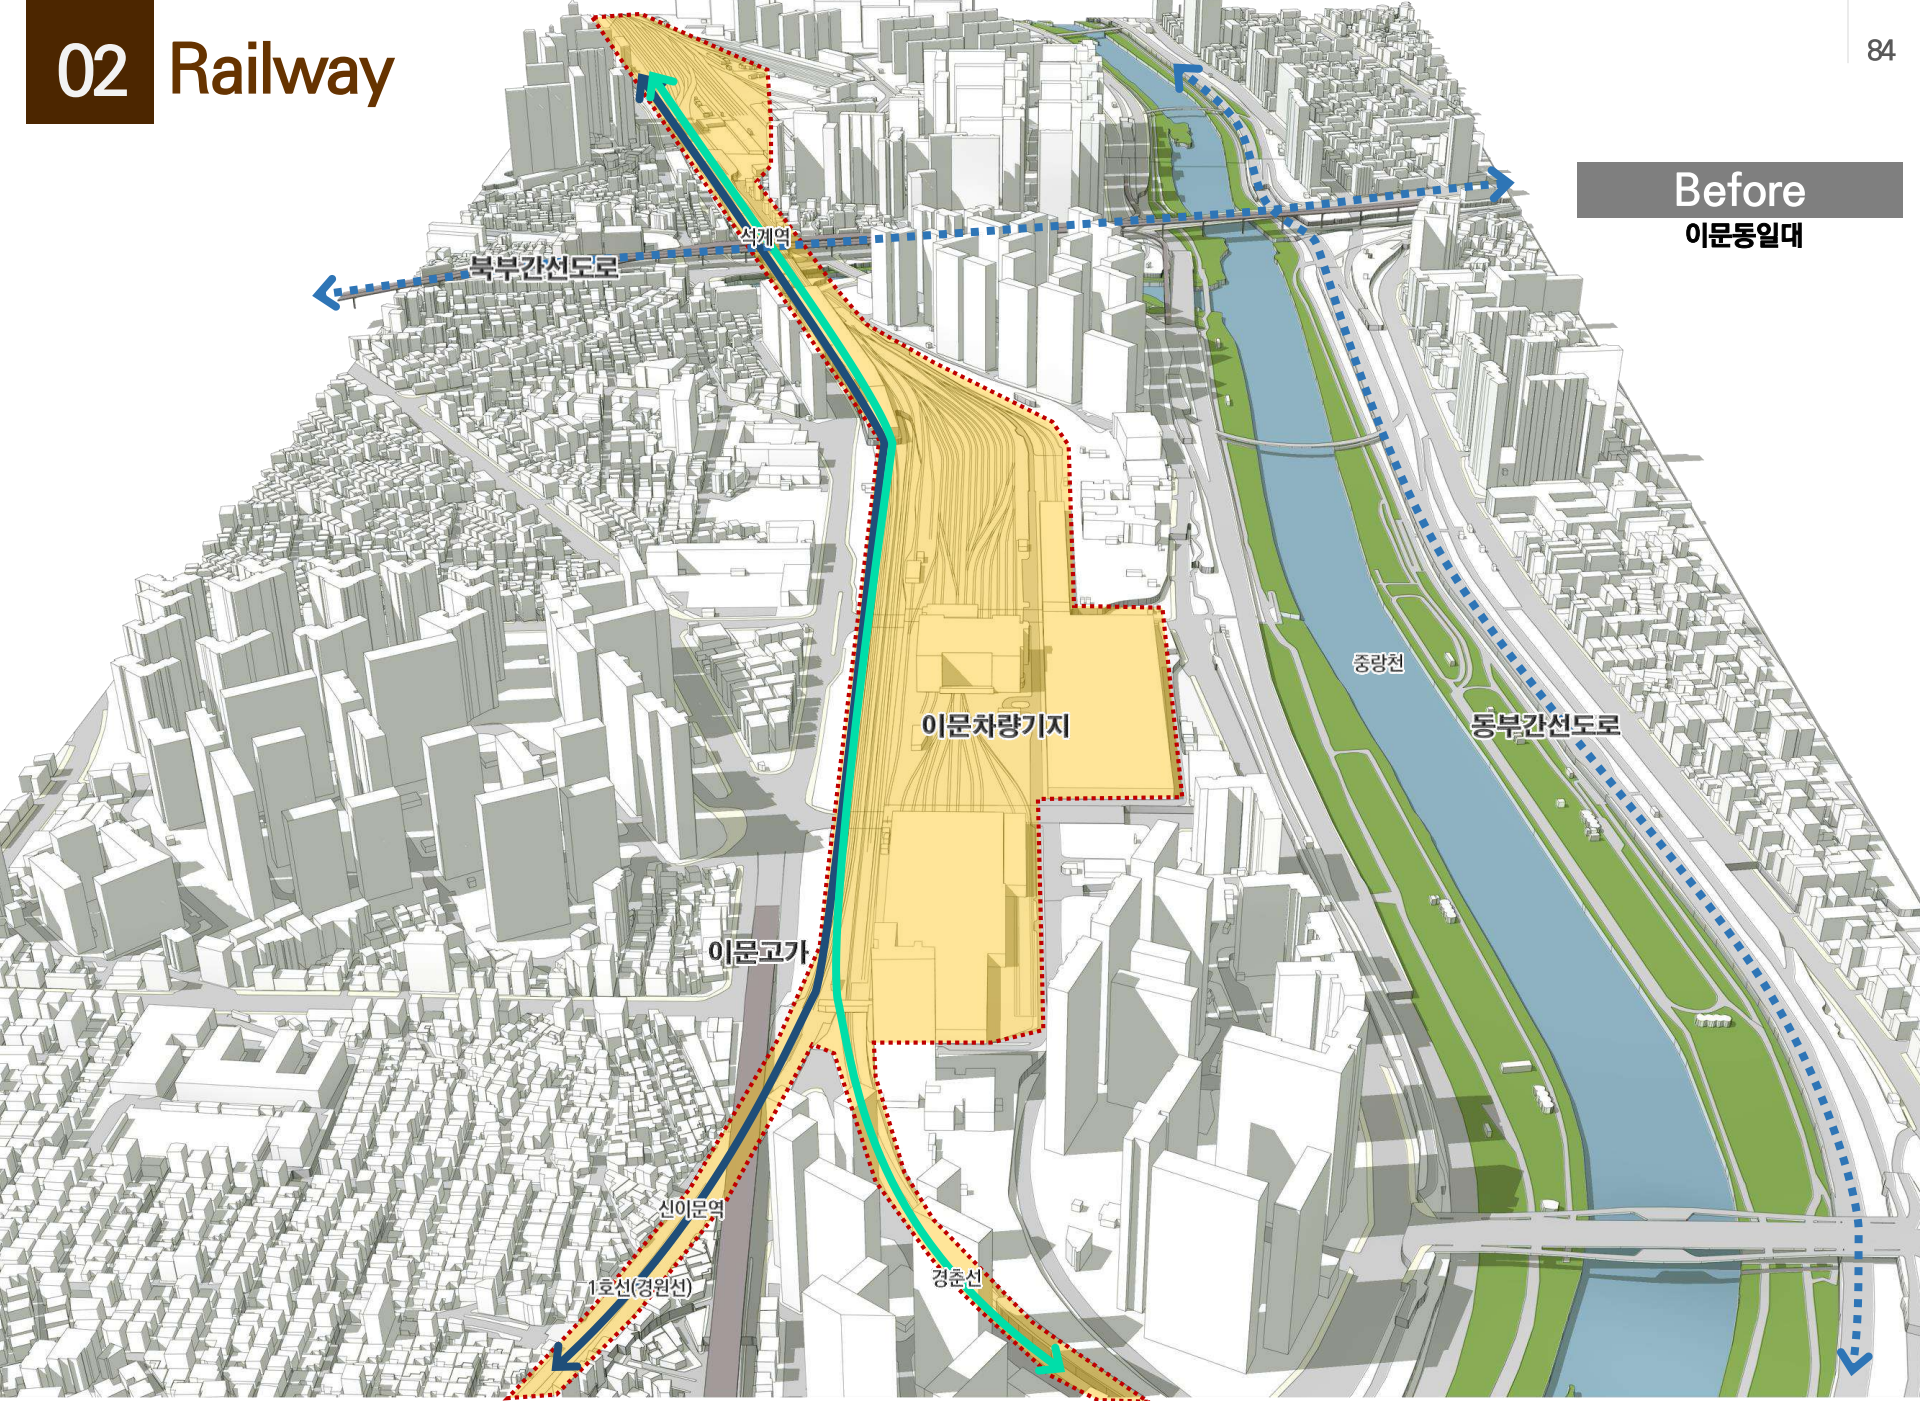 02 Railway
84
Before
이문동일대
석계역
북부간선도로
중랑천
이문차량기지
동부간선도로
이문고가
신이문역
1호선(경원선)
경춘선